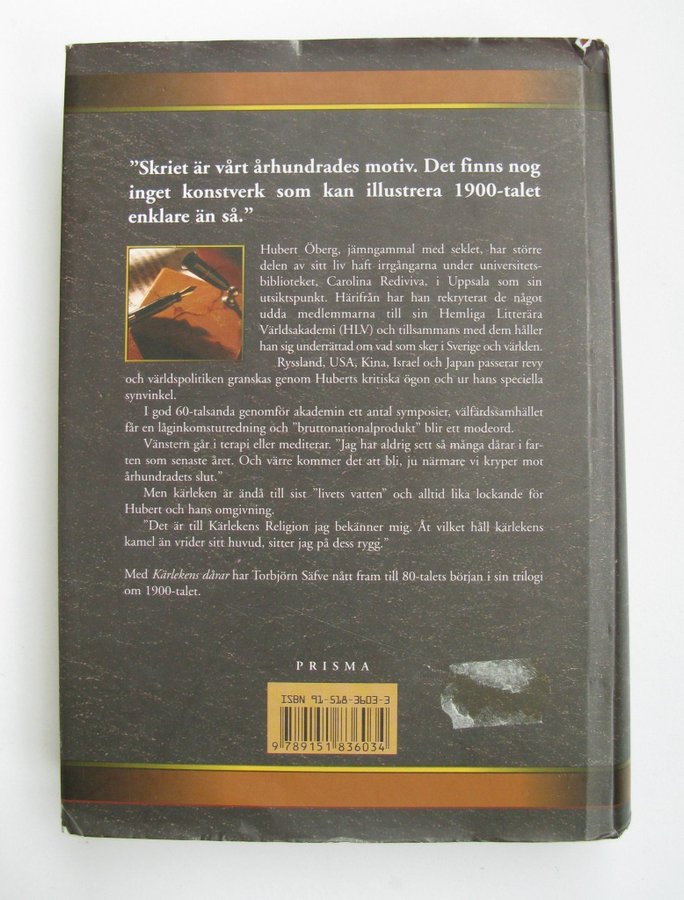 ”Skriet är vårt århundrades motiv. Det finns nog
inget konstverk som kan illustrera 1900-talet
enklare än så.”
Hubert Öberg, jämngammal med seklet, har större
delen av sitt liv haft irrgångarna under universitets-
biblioteket, Carolina Rediviva, i Uppsala som sin
utsiktspunkt. Härifrån har han rekryterat de något
udda medlemmarna till sin Hemliga Litterära
Världsakademi (HLV) och tillsammans med dem håller
han sig underrättad om vad som sker i Sverige och världen.
Ryssland, USA, Kina, Israel och Japan passerar revy
och världspolitiken granskas genom Huberts kritiska ögon och ur hans speciella
synvinkel.
I god 60-talsanda genomför akademin ett antal symposier, välfärdssamhället
får en låginkomstutredning och ”bruttonationalprodukt” blir ett modeord.
Vänstern går i terapi eller mediterar. ”Jag har aldrig sett så många dårar i far-
ten som senaste året. Och värre kommer det att bli, ju närmare vi kryper mot
århundradets slut.”
Men kärleken är ändå till sist ”livets vatten” och alltid lika lockande för
Hubert och hans omgivning.
”Det är till Kärlekens Religion jag bekänner mig. Åt vilket håll kärlekens
kamel än vrider sitt huvud, sitter jag på dess rygg.”
Med Kärlekens dårar har Torbjörn Säfve nått fram till 80-talets början i sin trilogi
om 1900-talet.
PRISMA
ISBN 91-518-3603-3
9 789151 836034